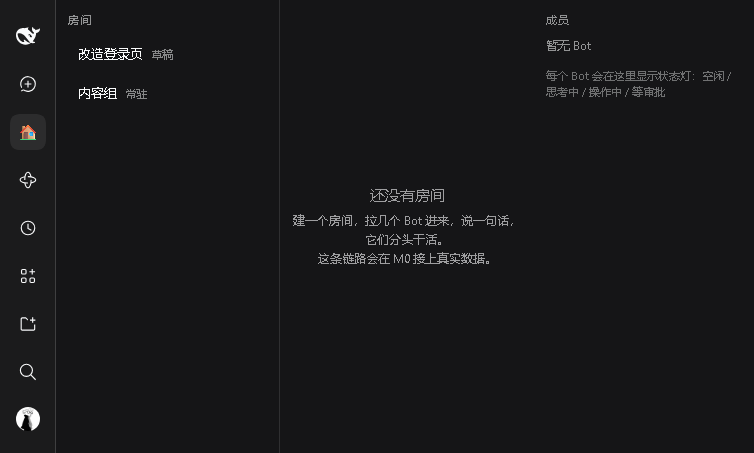 房间
改造登录页 草稿
内容组 常驻
还没有房间
建一个房间，拉几个 Bot 进来，说一句话，
它们分头干活。
这条链路会在 M0 接上真实数据。
成员
暂无 Bot
每个 Bot 会在这里显示状态灯：空闲 /
思考中 / 操作中 / 等审批